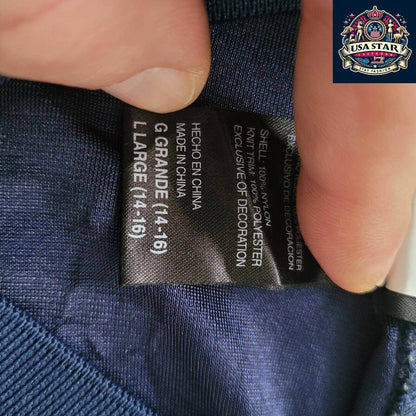 USA STAR
EXCLUSIVO DE DECORACION
SHELL: 100% NYLON
KNIT TRIM: 100% POLYESTER
EXCLUSIVE OF DECORATION
HECHO EN CHINA
MADE IN CHINA
G GRANDE (14-16)
L LARGE (14-16)